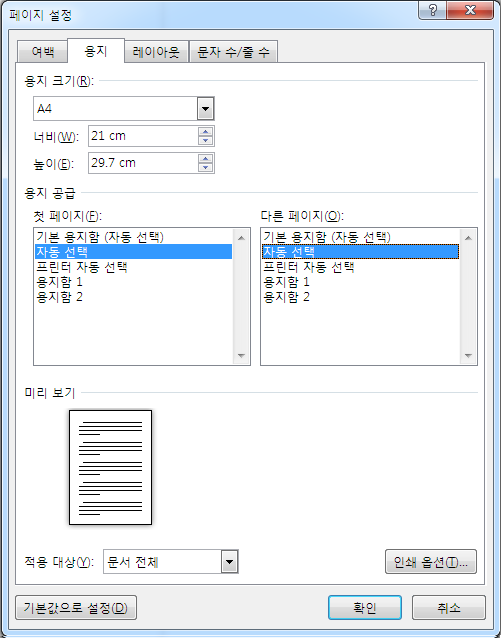 페이지 설정
여백 용지 레이아웃 문자 수/줄 수
용지 크기(R):
A4
너비(W): 21 cm
높이(E): 29.7 cm
용지 공급
첫 페이지(F): 다른 페이지(O):
기본 용지함 (자동 선택) 기본 용지함 (자동 선택)
자동 선택 자동 선택
프린터 자동 선택 프린터 자동 선택
용지함 1 용지함 1
용지함 2 용지함 2
미리 보기
적용 대상(Y): 문서 전체 인쇄 옵션(T)...
기본값으로 설정(D) 확인 취소